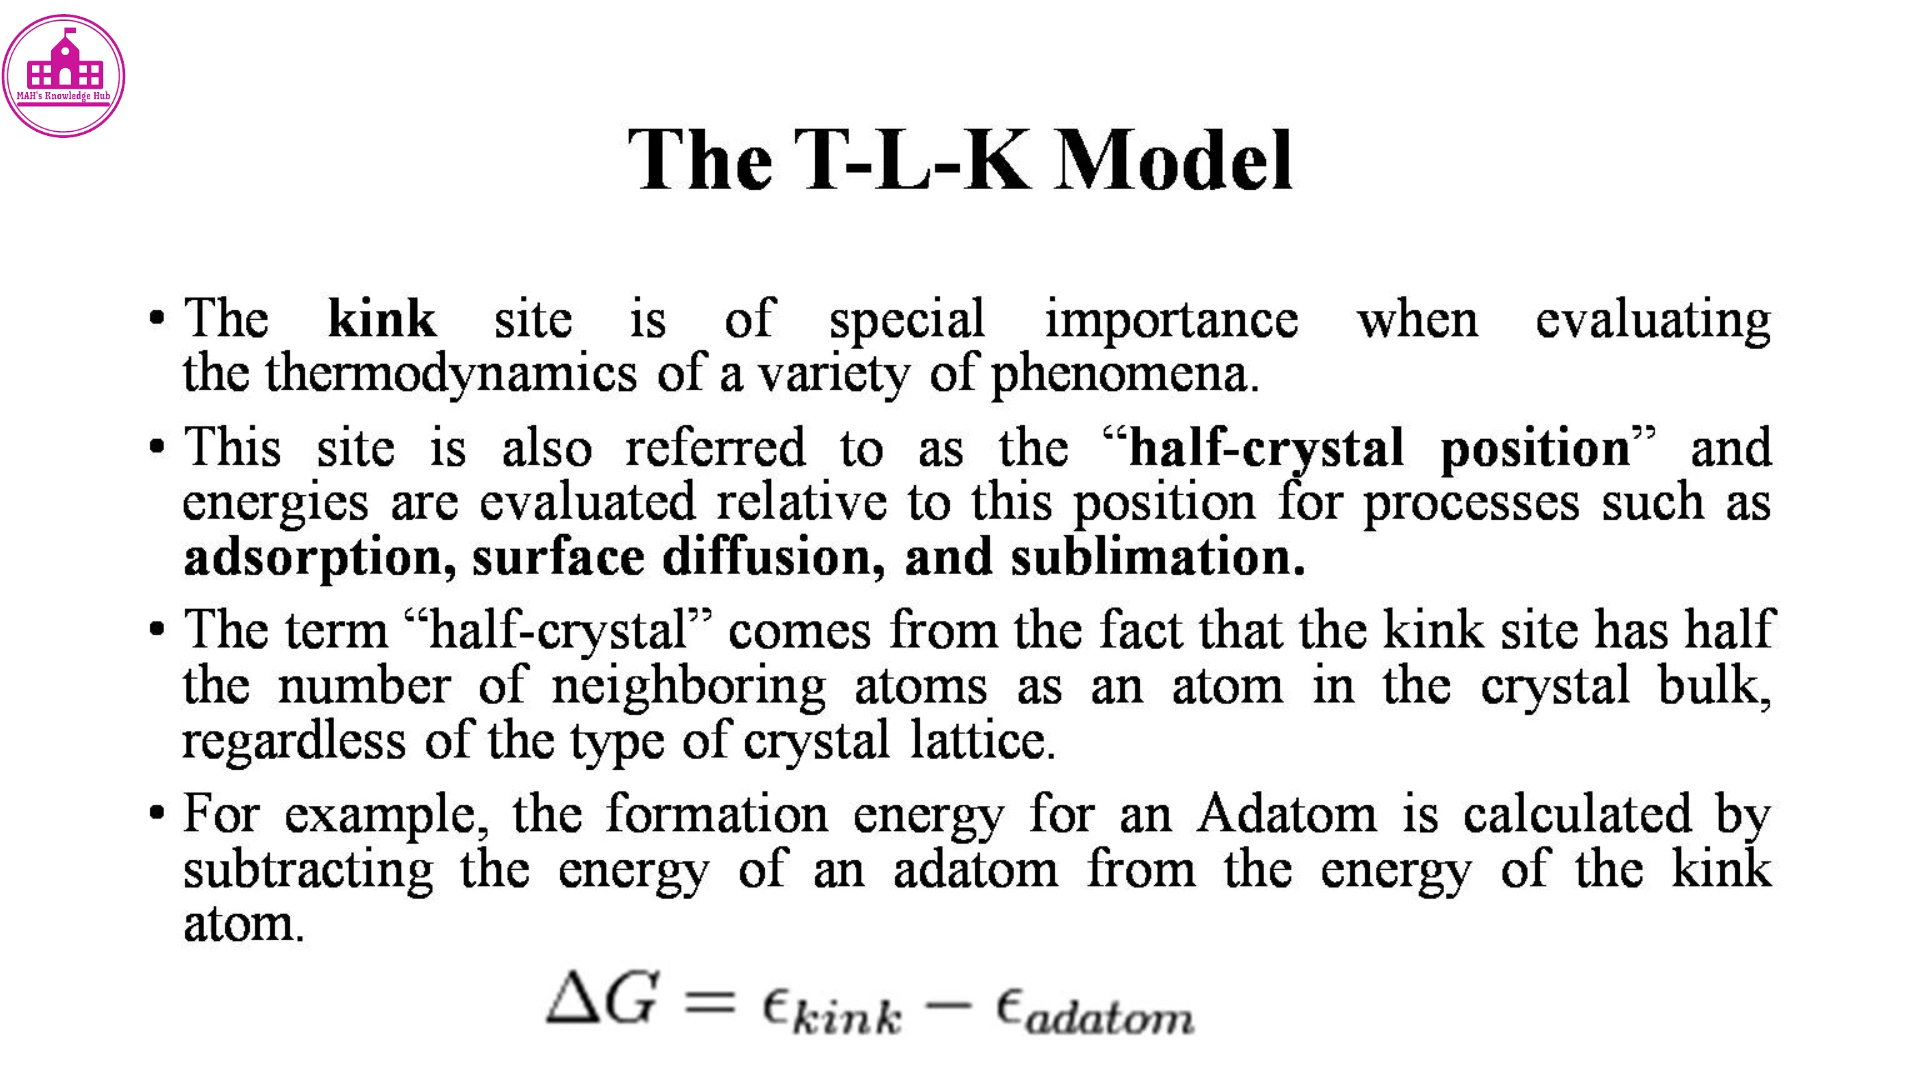 MAH's Knowledge Hub
The T-L-K Model
• The kink site is of special importance when evaluating
the thermodynamics of a variety of phenomena.
• This site is also referred to as the “half-crystal position” and
energies are evaluated relative to this position for processes such as
adsorption, surface diffusion, and sublimation.
• The term “half-crystal” comes from the fact that the kink site has half
the number of neighboring atoms as an atom in the crystal bulk,
regardless of the type of crystal lattice.
• For example, the formation energy for an Adatom is calculated by
subtracting the energy of an adatom from the energy of the kink
atom.
ΔG = ϵkink − ϵadatom